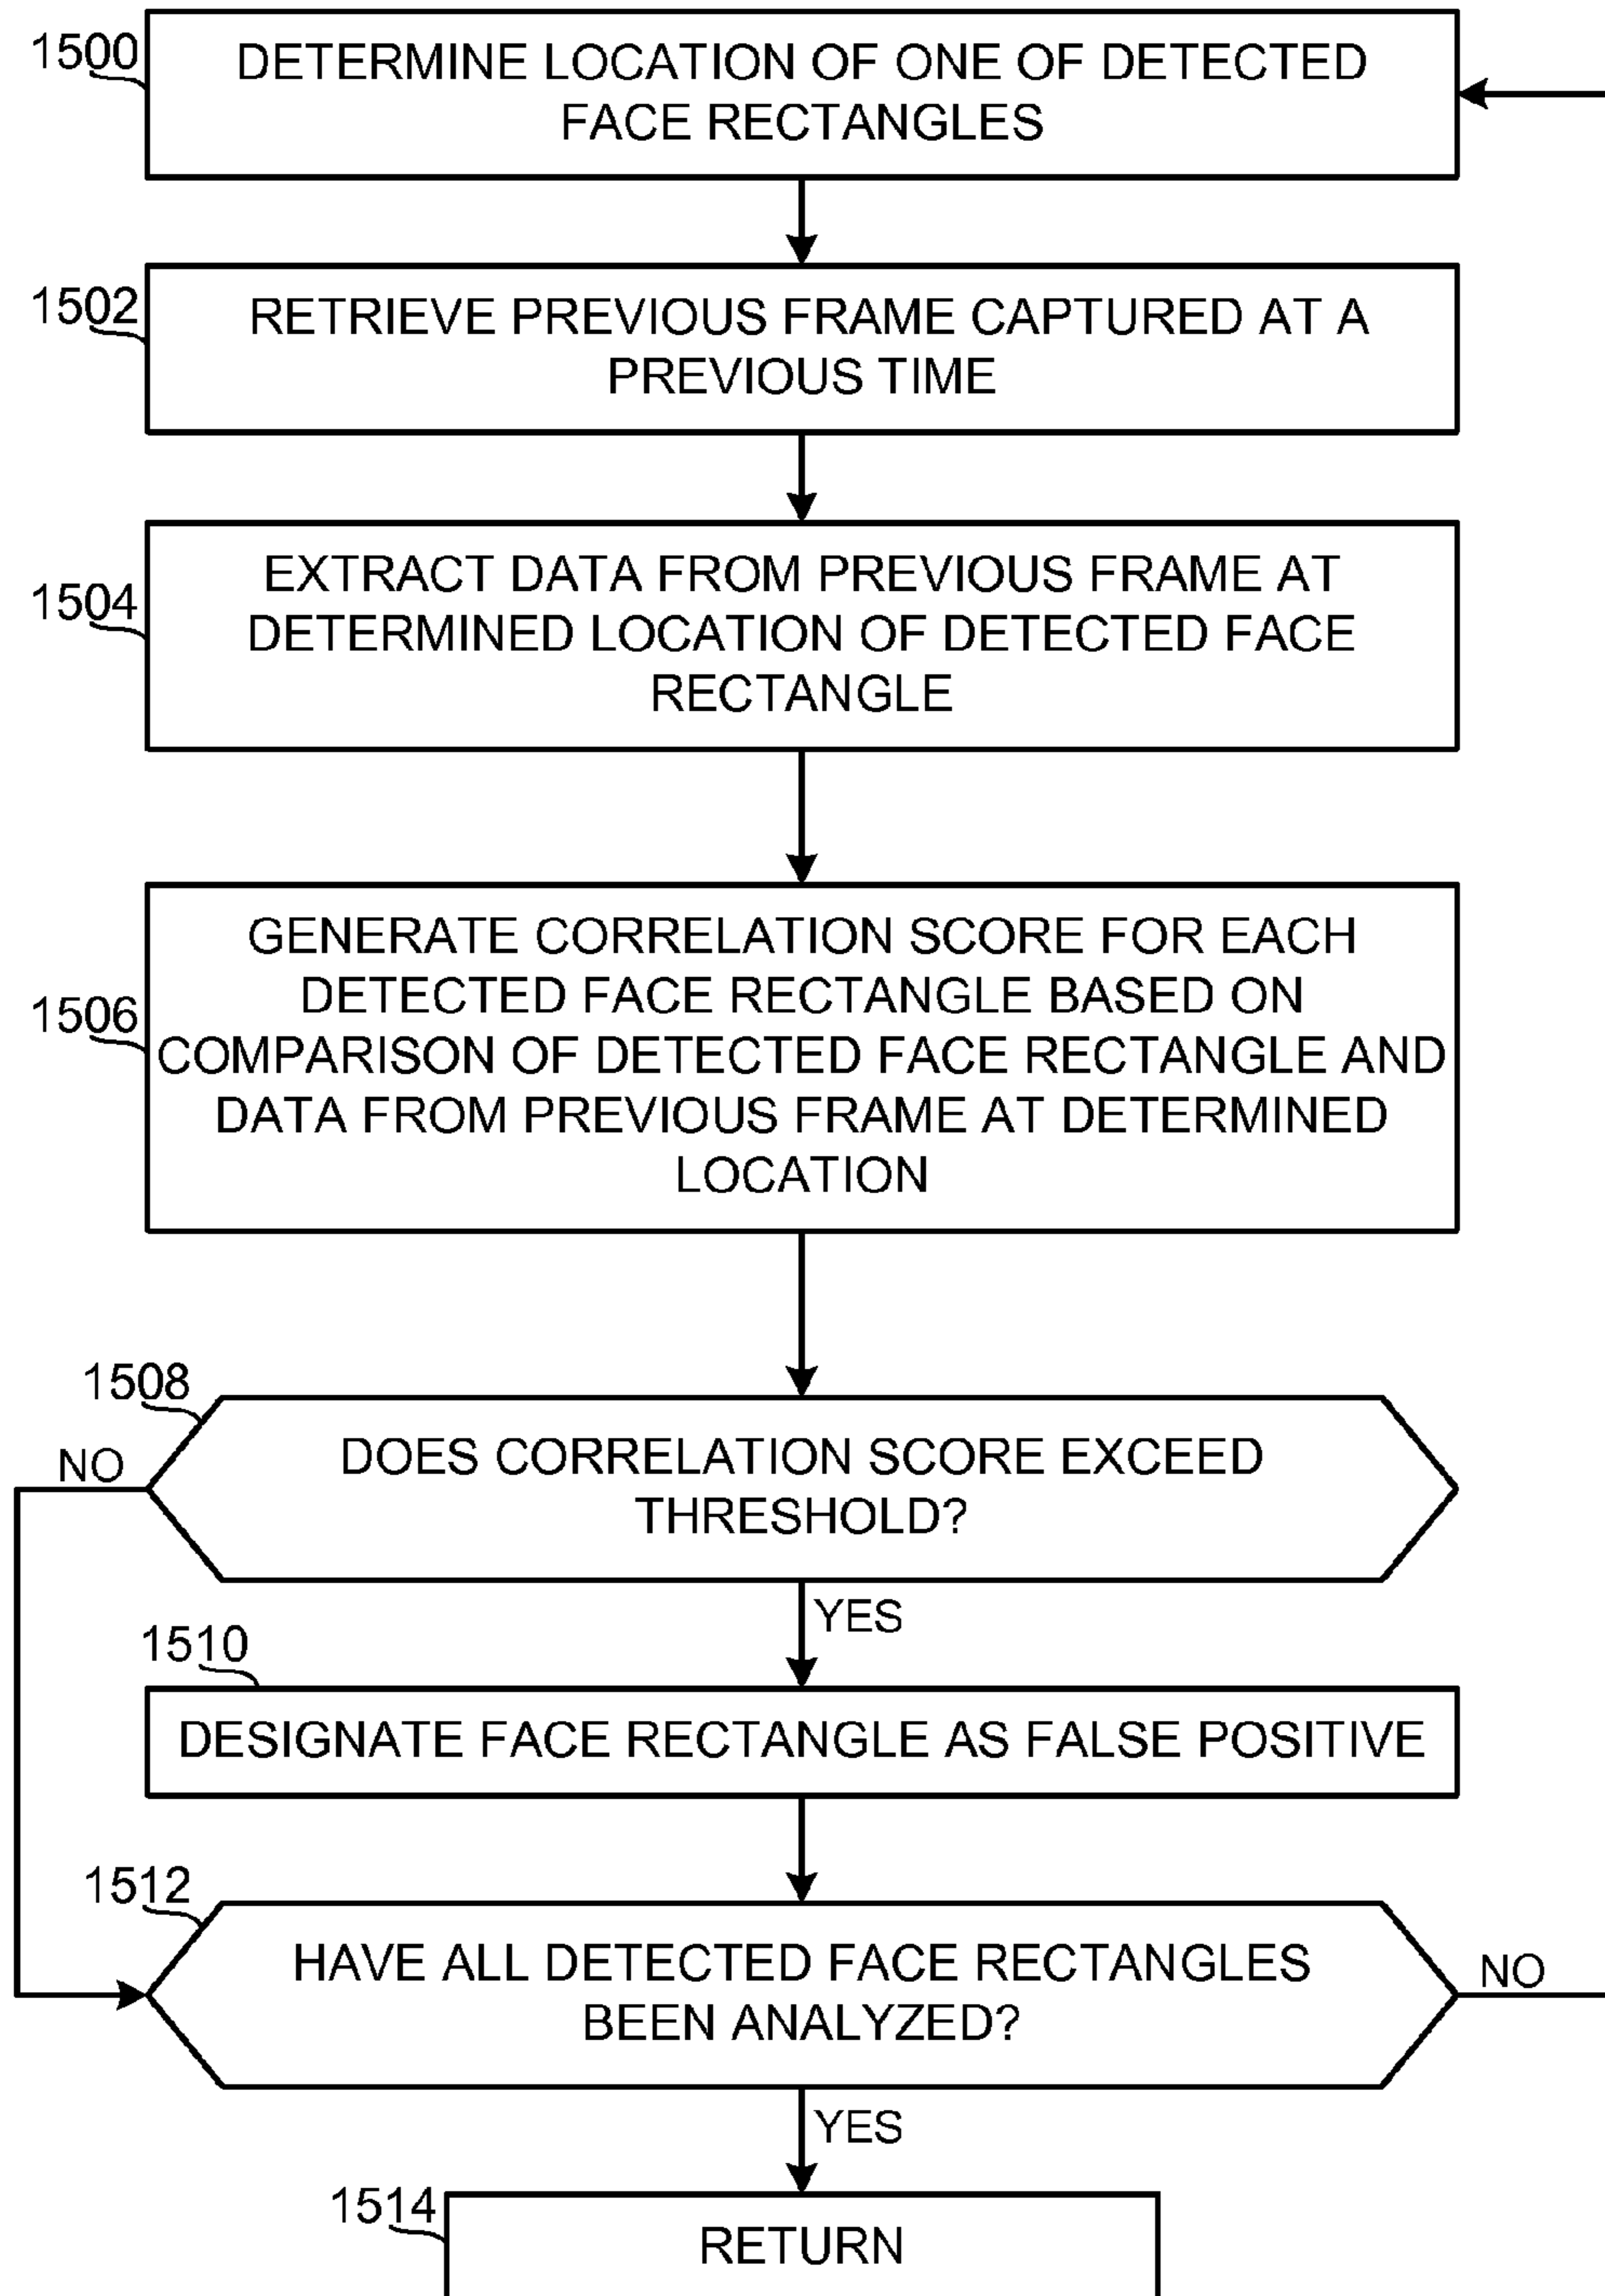 1500
DETERMINE LOCATION OF ONE OF DETECTED
FACE RECTANGLES
1502
RETRIEVE PREVIOUS FRAME CAPTURED AT A
PREVIOUS TIME
1504
EXTRACT DATA FROM PREVIOUS FRAME AT
DETERMINED LOCATION OF DETECTED FACE
RECTANGLE
1506
GENERATE CORRELATION SCORE FOR EACH
DETECTED FACE RECTANGLE BASED ON
COMPARISON OF DETECTED FACE RECTANGLE AND
DATA FROM PREVIOUS FRAME AT DETERMINED
LOCATION
1508
NO
DOES CORRELATION SCORE EXCEED
THRESHOLD?
YES
1510
DESIGNATE FACE RECTANGLE AS FALSE POSITIVE
1512
HAVE ALL DETECTED FACE RECTANGLES
BEEN ANALYZED?
NO
YES
1514
RETURN